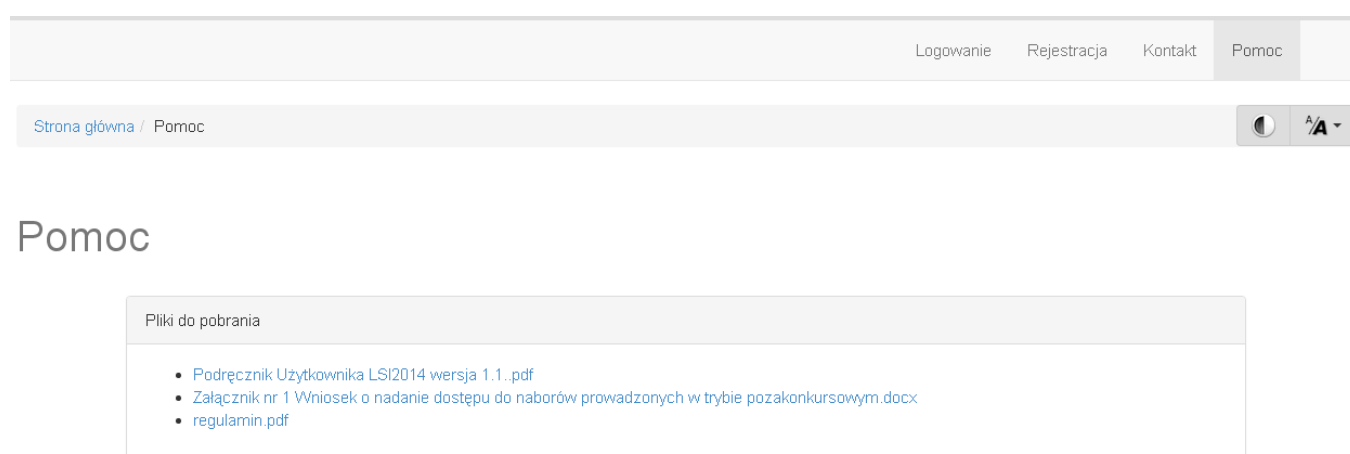 Logowanie Rejestracja Kontakt Pomoc
Strona główna / Pomoc
A/A
Pomoc
Pliki do pobrania
Podręcznik Użytkownika LSI2014 wersja 1.1..pdf
Załącznik nr 1 Wniosek o nadanie dostępu do naborów prowadzonych w trybie pozakonkursowym.docx
regulamin.pdf